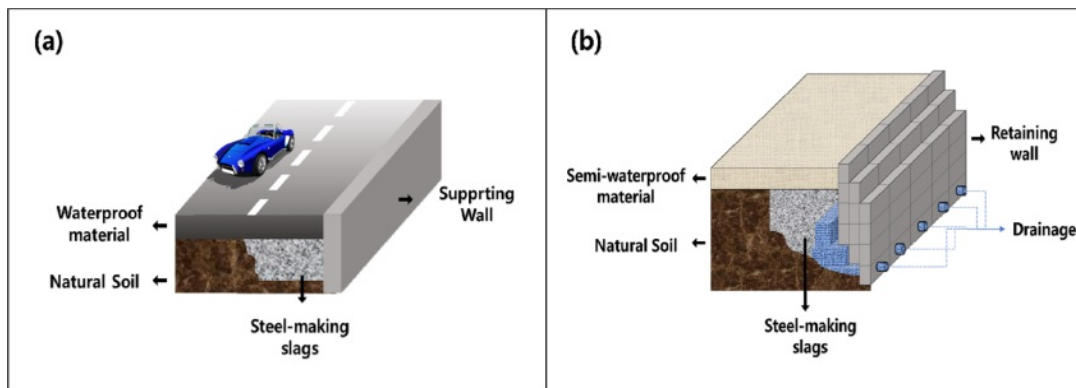 (a)
Waterproof
material
Natural Soil
Supprting
Wall
Steel-making
slags
(b)
Semi-waterproof
material
Natural Soil
Retaining
wall
Drainage
Steel-making
slags